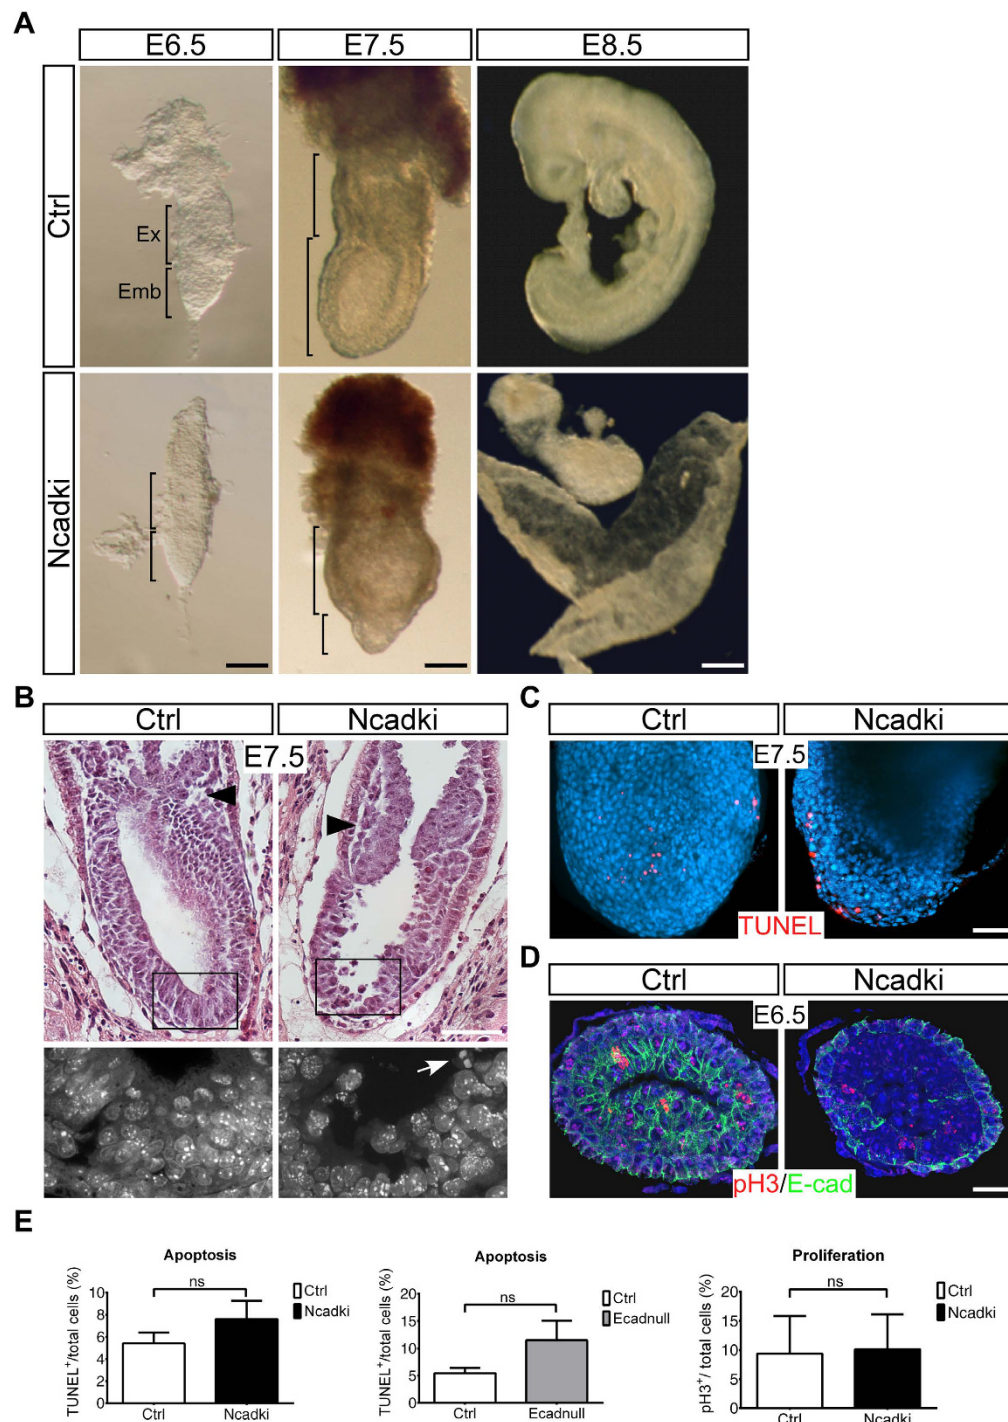 A
E6.5
E7.5
E8.5
Ctrl
Ex
Emb
Ncadki
B
Ctrl
Ncadki
E7.5
C
Ctrl
Ncadki
E7.5
TUNEL
D
Ctrl
Ncadki
E6.5
pH3/E-cad
E
Apoptosis
TUNEL+/total cells (%)
10
8
6
4
2
0
ns
Ctrl
Ncadki
Ctrl
Ncadki
Apoptosis
TUNEL+/total cells (%)
20
15
10
5
0
ns
Ctrl
Ecadnull
Ctrl
Ecadnull
Proliferation
pH3+/ total cells (%)
20
15
10
5
0
ns
Ctrl
Ncadki
Ctrl
Ncadki